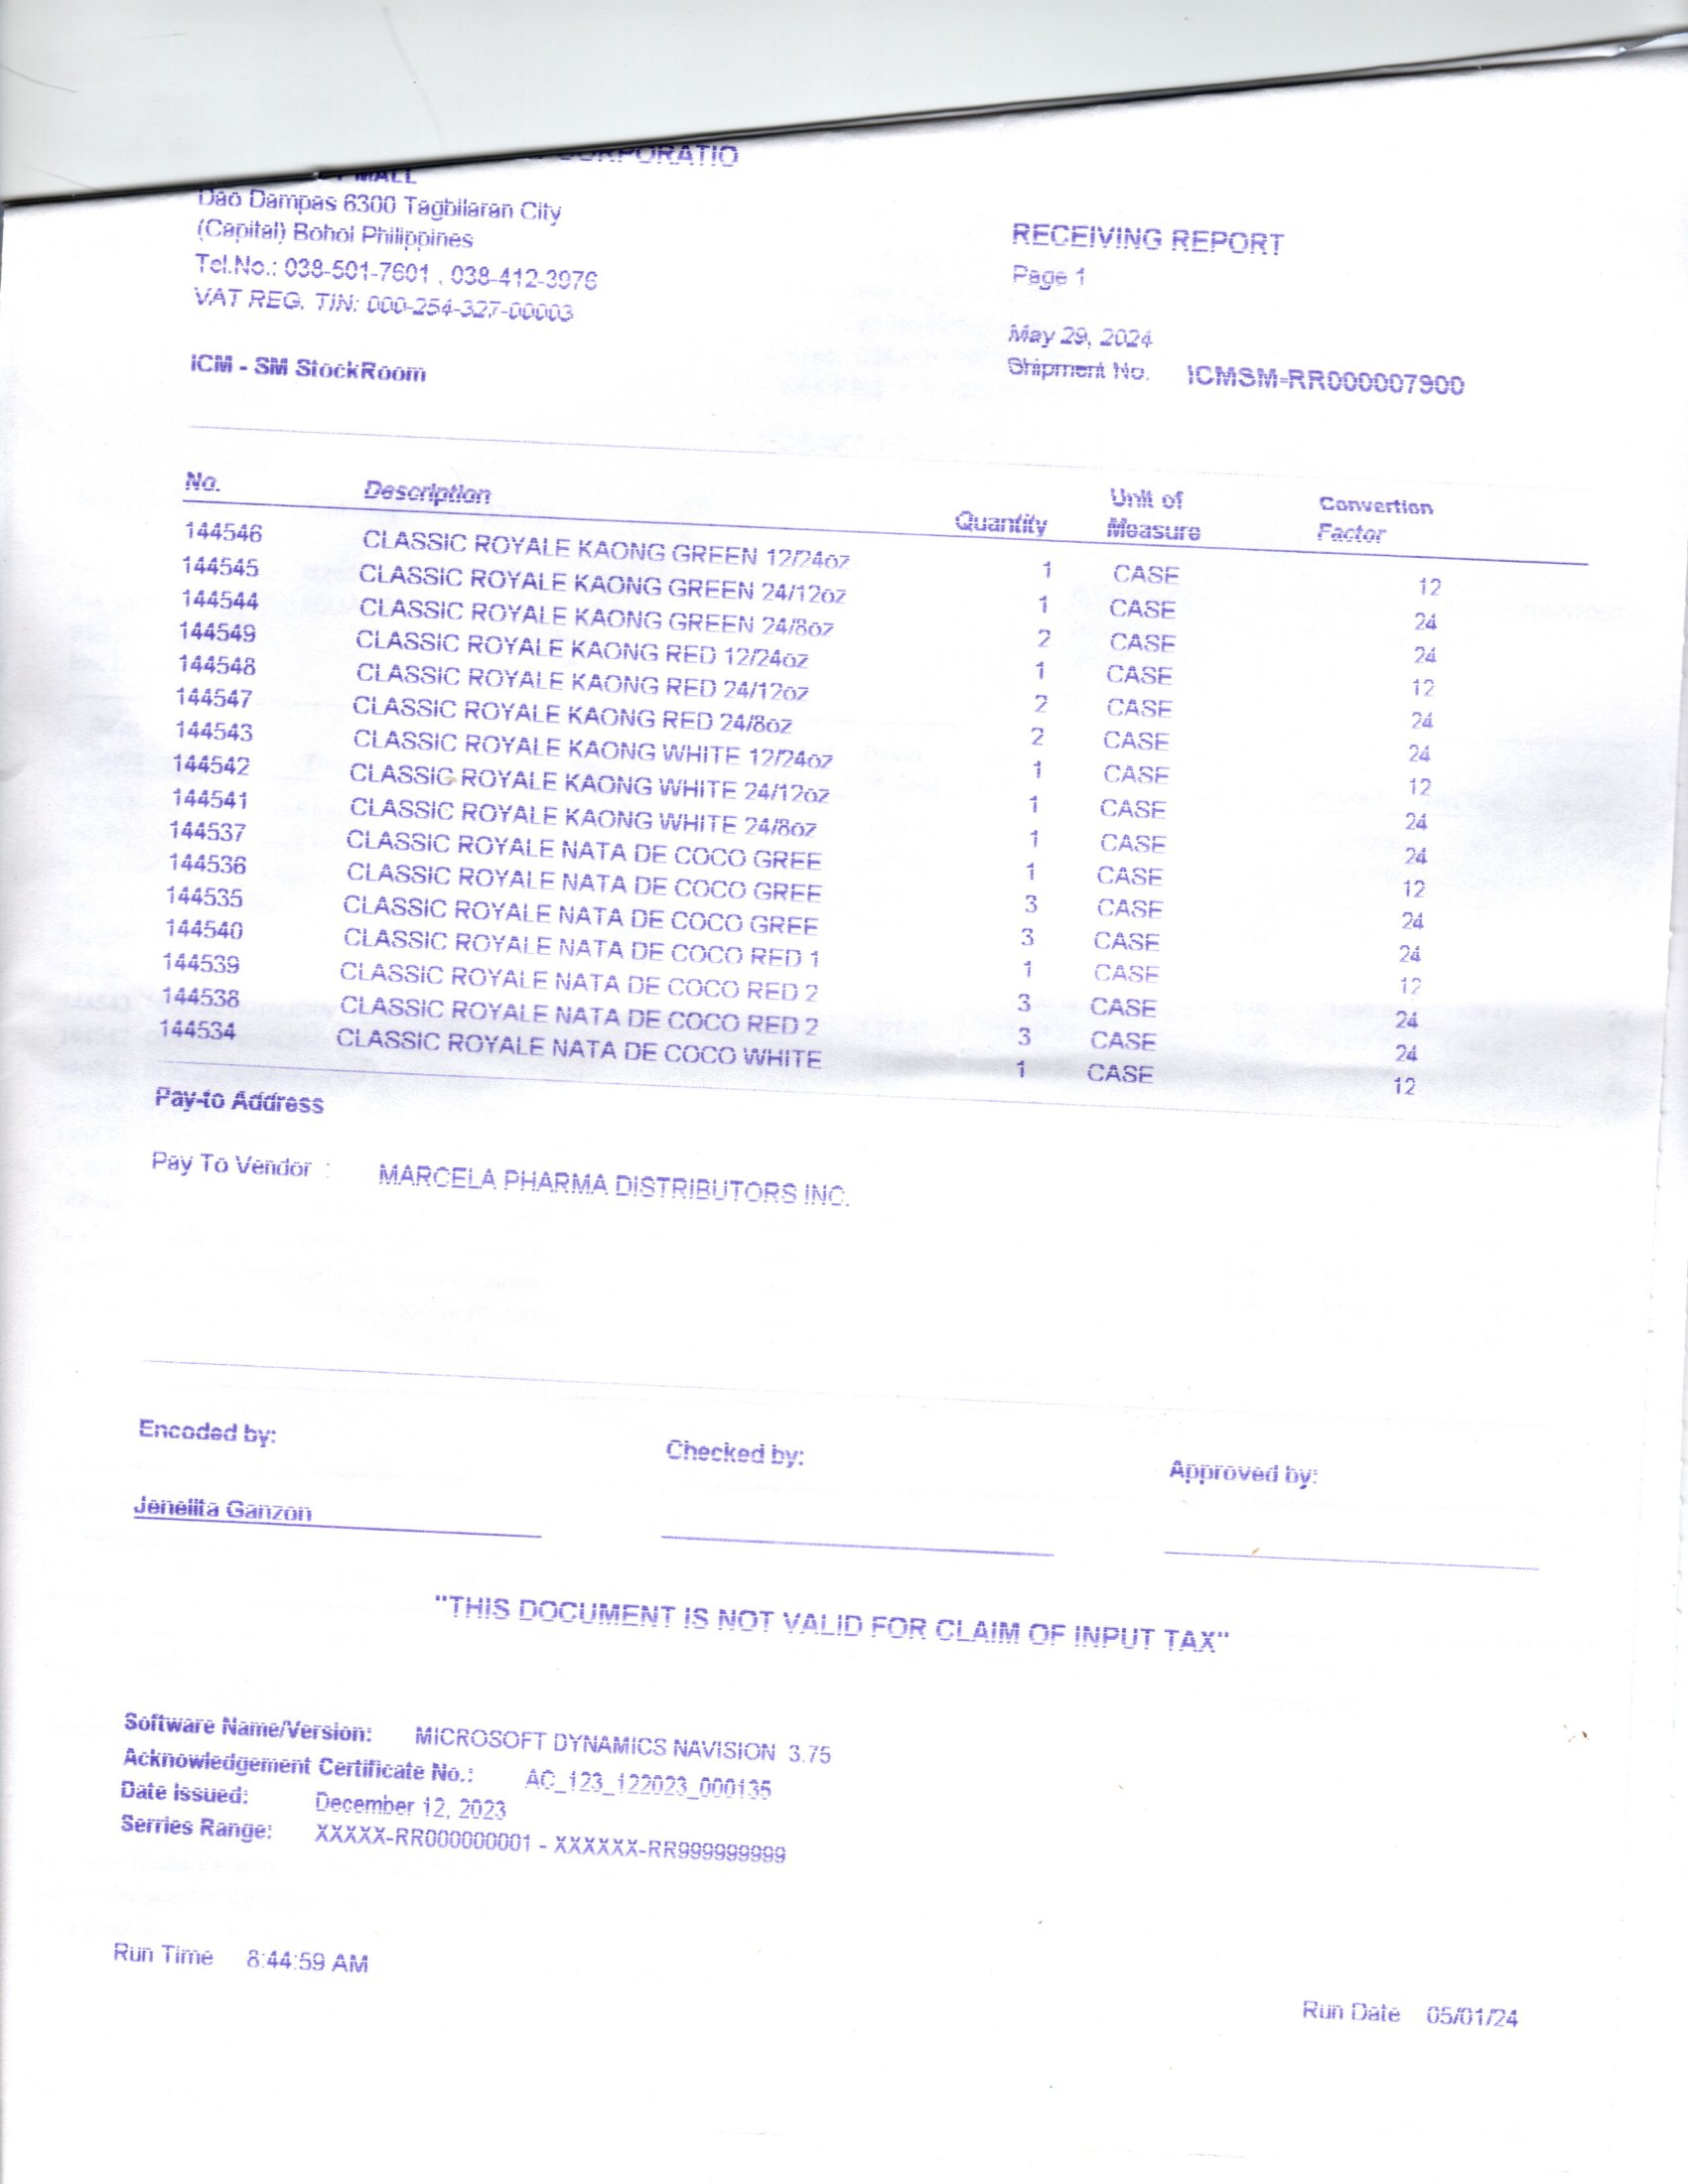 CORPORATIO
MALL
Dao Dampas 6300 Tagbilaran City
(Capital) Bohol Philippines
Tel.No.: 038-501-7601 , 038-412-3976
VAT REG. TIN: 000-254-327-00003
RECEIVING REPORT
Page 1
May 29, 2024
Shipment No. ICMSM-RR000007900
ICM - SM StockRoom
No. Description Quantity Unit of Measure Convertion Factor
144546 CLASSIC ROYALE KAONG GREEN 12/24oz 1 CASE 12
144545 CLASSIC ROYALE KAONG GREEN 24/12oz 1 CASE 24
144544 CLASSIC ROYALE KAONG GREEN 24/8oz 2 CASE 24
144549 CLASSIC ROYALE KAONG RED 12/24oz 1 CASE 12
144548 CLASSIC ROYALE KAONG RED 24/12oz 2 CASE 24
144547 CLASSIC ROYALE KAONG RED 24/8oz 2 CASE 24
144543 CLASSIC ROYALE KAONG WHITE 12/24oz 1 CASE 12
144542 CLASSIC ROYALE KAONG WHITE 24/12oz 1 CASE 24
144541 CLASSIC ROYALE KAONG WHITE 24/8oz 1 CASE 24
144537 CLASSIC ROYALE NATA DE COCO GREE 1 CASE 12
144536 CLASSIC ROYALE NATA DE COCO GREE 3 CASE 24
144535 CLASSIC ROYALE NATA DE COCO GREE 3 CASE 24
144540 CLASSIC ROYALE NATA DE COCO RED 1 1 CASE 12
144539 CLASSIC ROYALE NATA DE COCO RED 2 3 CASE 24
144538 CLASSIC ROYALE NATA DE COCO RED 2 3 CASE 24
144534 CLASSIC ROYALE NATA DE COCO WHITE 1 CASE 12
Pay-to Address
Pay To Vendor : MARCELA PHARMA DISTRIBUTORS INC.
Encoded by: Checked by: Approved by:
Jenelita Ganzon
"THIS DOCUMENT IS NOT VALID FOR CLAIM OF INPUT TAX"
Software Name/Version: MICROSOFT DYNAMICS NAVISION 3.75
Acknowledgement Certificate No.: AC_123_122023_000135
Date Issued: December 12, 2023
Serries Range: XXXXX-RR000000001 - XXXXXX-RR999999999
Run Time 8:44:59 AM
Run Date 05/01/24